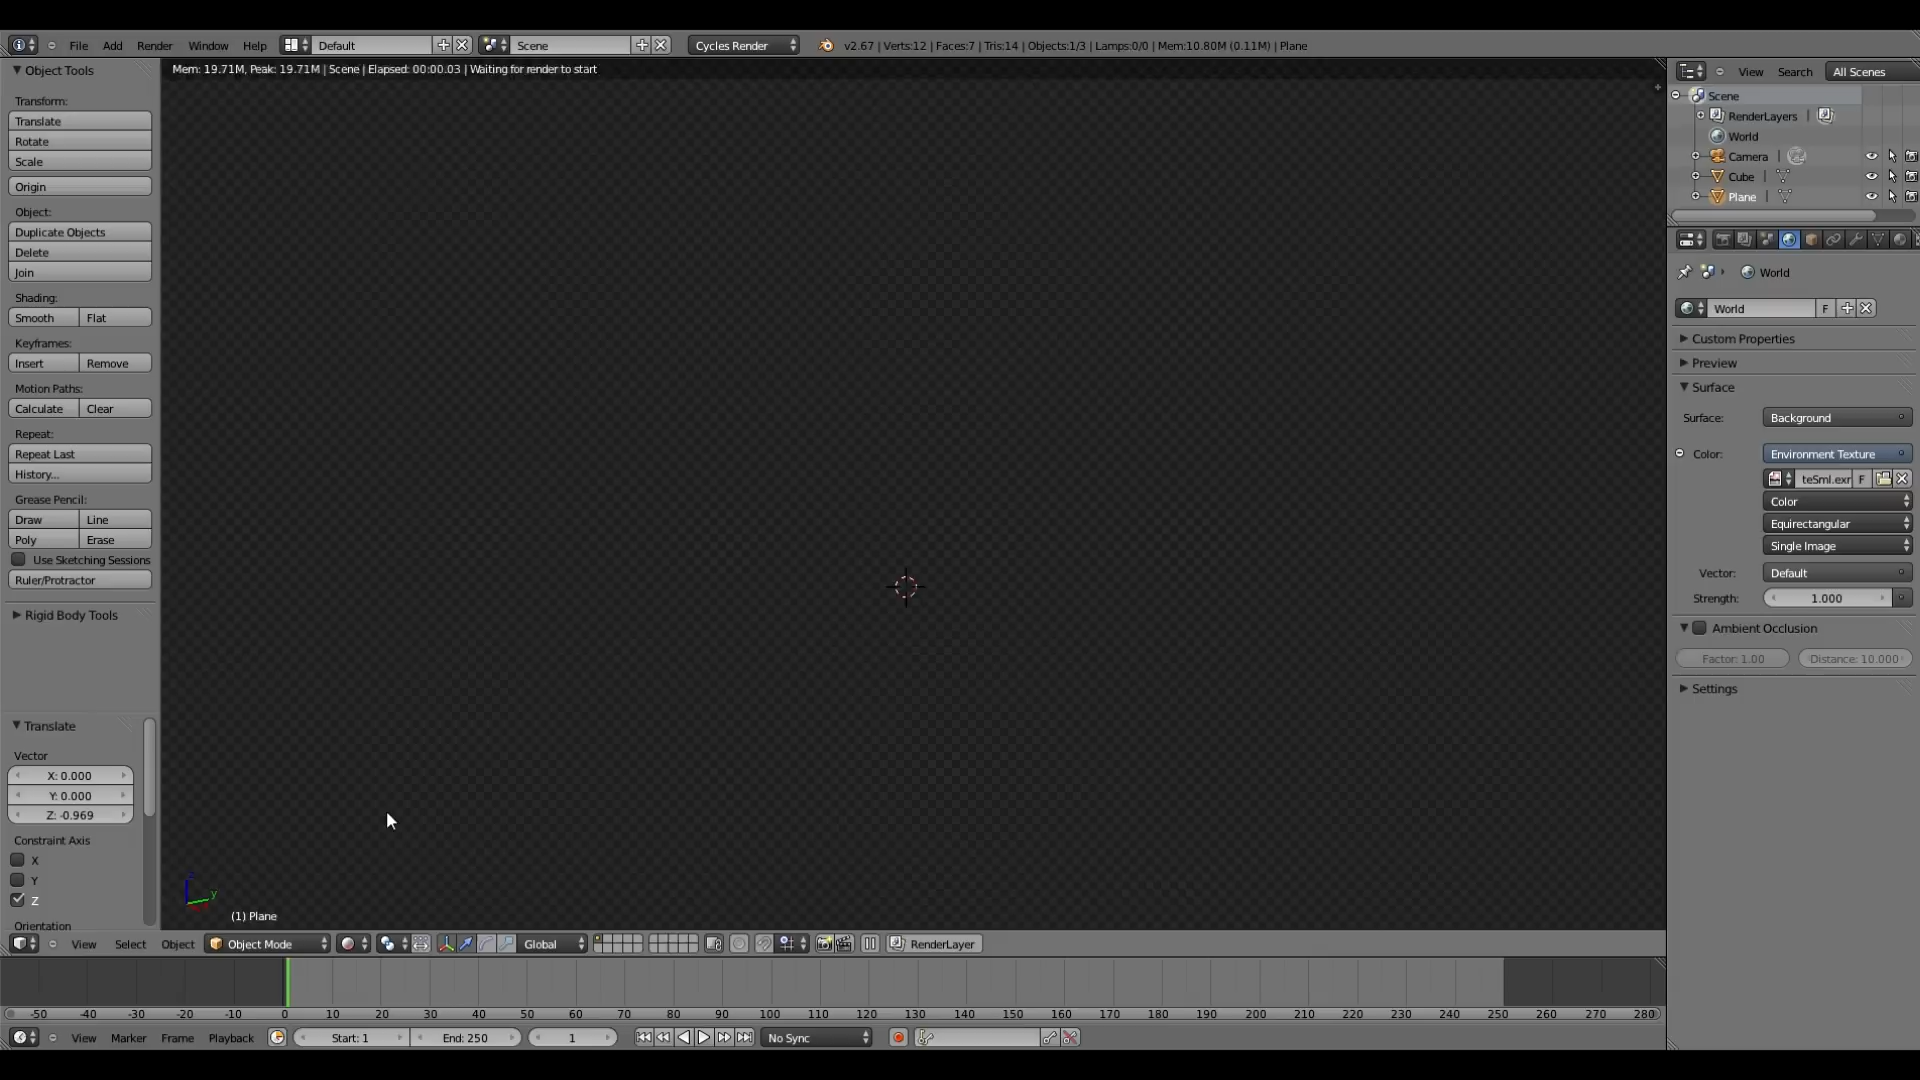 File Add Render Window Help Default Scene Cycles Render v2.67 | Verts:12 | Faces:7 | Tris:14 | Objects:1/3 | Lamps:0/0 | Mem:10.80M (0.11M) | Plane
Object Tools
Mem: 19.71M, Peak: 19.71M | Scene | Elapsed: 00:00.03 | Waiting for render to start
Transform:
Translate
Rotate
Scale
Origin
Object:
Duplicate Objects
Delete
Join
Shading:
Smooth Flat
Keyframes:
Insert Remove
Motion Paths:
Calculate Clear
Repeat:
Repeat Last
History...
Grease Pencil:
Draw Line
Poly Erase
Use Sketching Sessions
Ruler/Protractor
Rigid Body Tools
Translate
Vector
X: 0.000
Y: 0.000
Z: -0.969
Constraint Axis
X
Y
Z
Orientation
z
y
(1) Plane
View Search All Scenes
Scene
RenderLayers |
World
Camera |
Cube |
Plane |
World
World F
Custom Properties
Preview
Surface
Surface: Background
Color: Environment Texture
teSml.exr F
Color
Equirectangular
Single Image
Vector: Default
Strength: 1.000
Ambient Occlusion
Factor: 1.00 Distance: 10.000
Settings
View Select Object Object Mode Global RenderLayer
-50 -40 -30 -20 -10 0 10 20 30 40 50 60 70 80 90 100 110 120 130 140 150 160 170 180 190 200 210 220 230 240 250 260 270 280
View Marker Frame Playback Start: 1 End: 250 1 No Sync